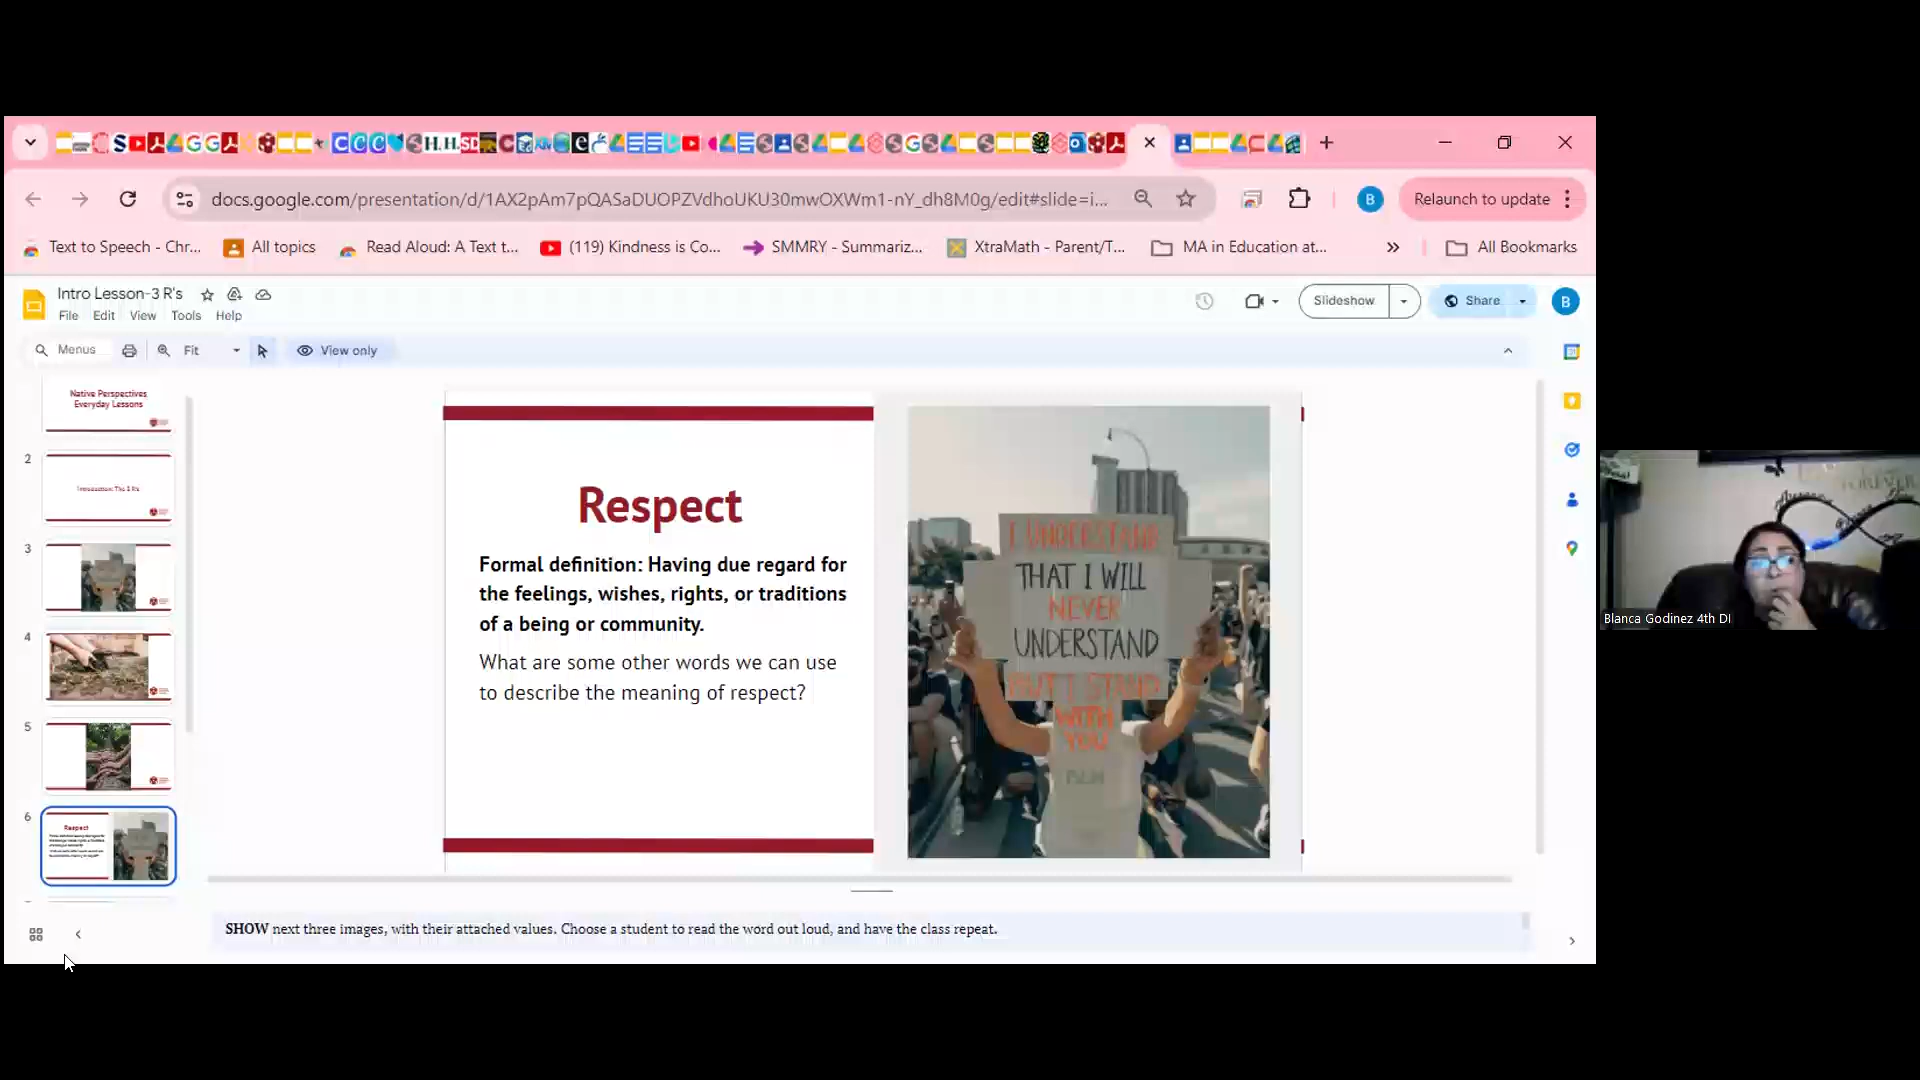 docs.google.com/presentation/d/1AX2pAm7pQASaDUOPZVdhoUKU30mwOXWm1-nY_dh8M0g/edit#slide=i...
B
Relaunch to update
Text to Speech - Chr...
All topics
Read Aloud: A Text t...
(119) Kindness is Co...
SMMRY - Summariz...
XtraMath - Parent/T...
MA in Education at...
All Bookmarks
Intro Lesson-3 R's
File Edit View Tools Help
Slideshow
Share
B
Menus
Fit
View only
Native Perspectives
Everyday Lessons
2
Introduction: The 3 R's
3
4
5
6
Respect
Respect
Formal definition: Having due regard for
the feelings, wishes, rights, or traditions
of a being or community.
What are some other words we can use
to describe the meaning of respect?
I UNDERSTAND
THAT I WILL
NEVER
UNDERSTAND
BUT I STAND
WITH
YOU
BLM
SHOW next three images, with their attached values. Choose a student to read the word out loud, and have the class repeat.
FOREVER
Blanca Godinez 4th DI